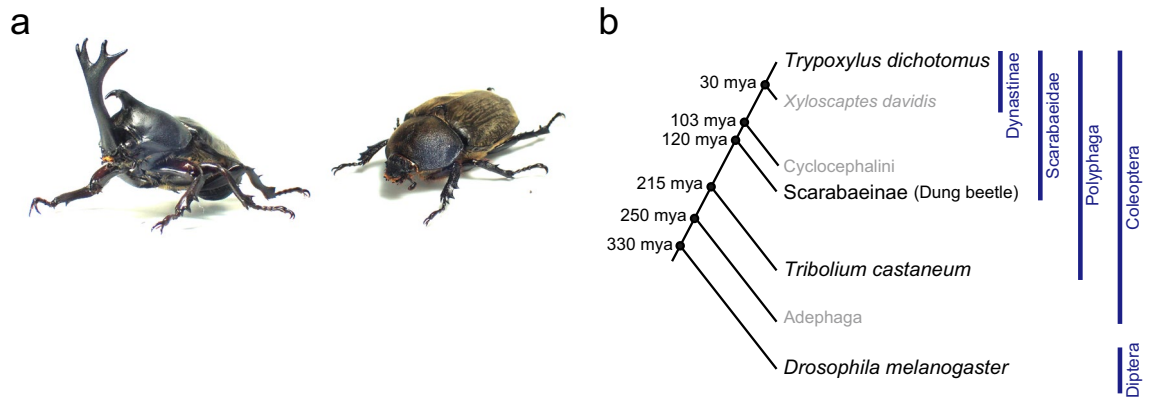 a
b
Trypoxylus dichotomus
30 mya
Xyloscaptes davidis
103 mya
120 mya
Cyclocephalini
Scarabaeinae (Dung beetle)
215 mya
250 mya
330 mya
Tribolium castaneum
Adephaga
Drosophila melanogaster
Dynastinae
Scarabaeidae
Polyphaga
Coleoptera
Diptera